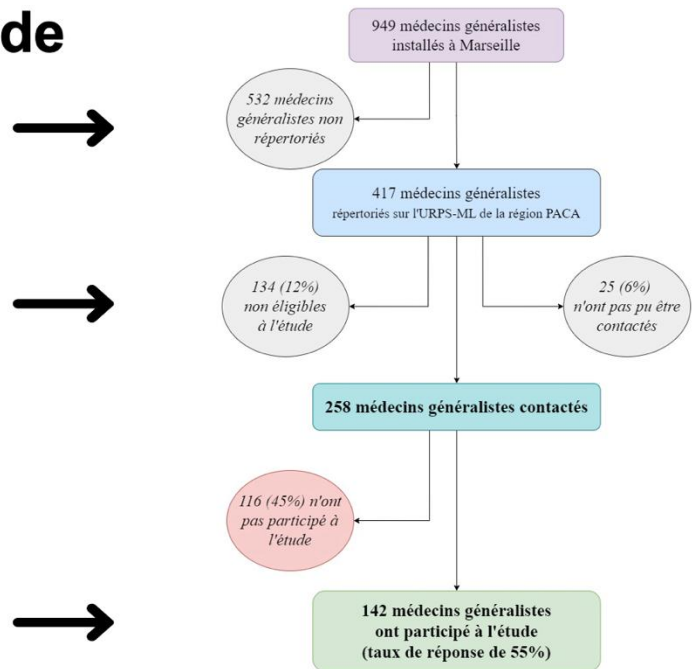 de
949 médecins généralistes
installés à Marseille
532 médecins
généralistes non
répertoriés
417 médecins généralistes
répertoriés sur l'URPS-ML de la région PACA
134 (12%)
non éligibles
à l'étude
25 (6%)
n'ont pas pu être
contactés
258 médecins généralistes contactés
116 (45%) n'ont
pas participé à
l'étude
142 médecins généralistes
ont participé à l'étude
(taux de réponse de 55%)